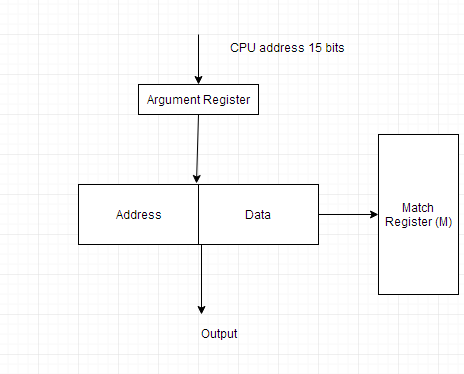 CPU address 15 bits
Argument Register
Address
Data
Match
Register (M)
Output